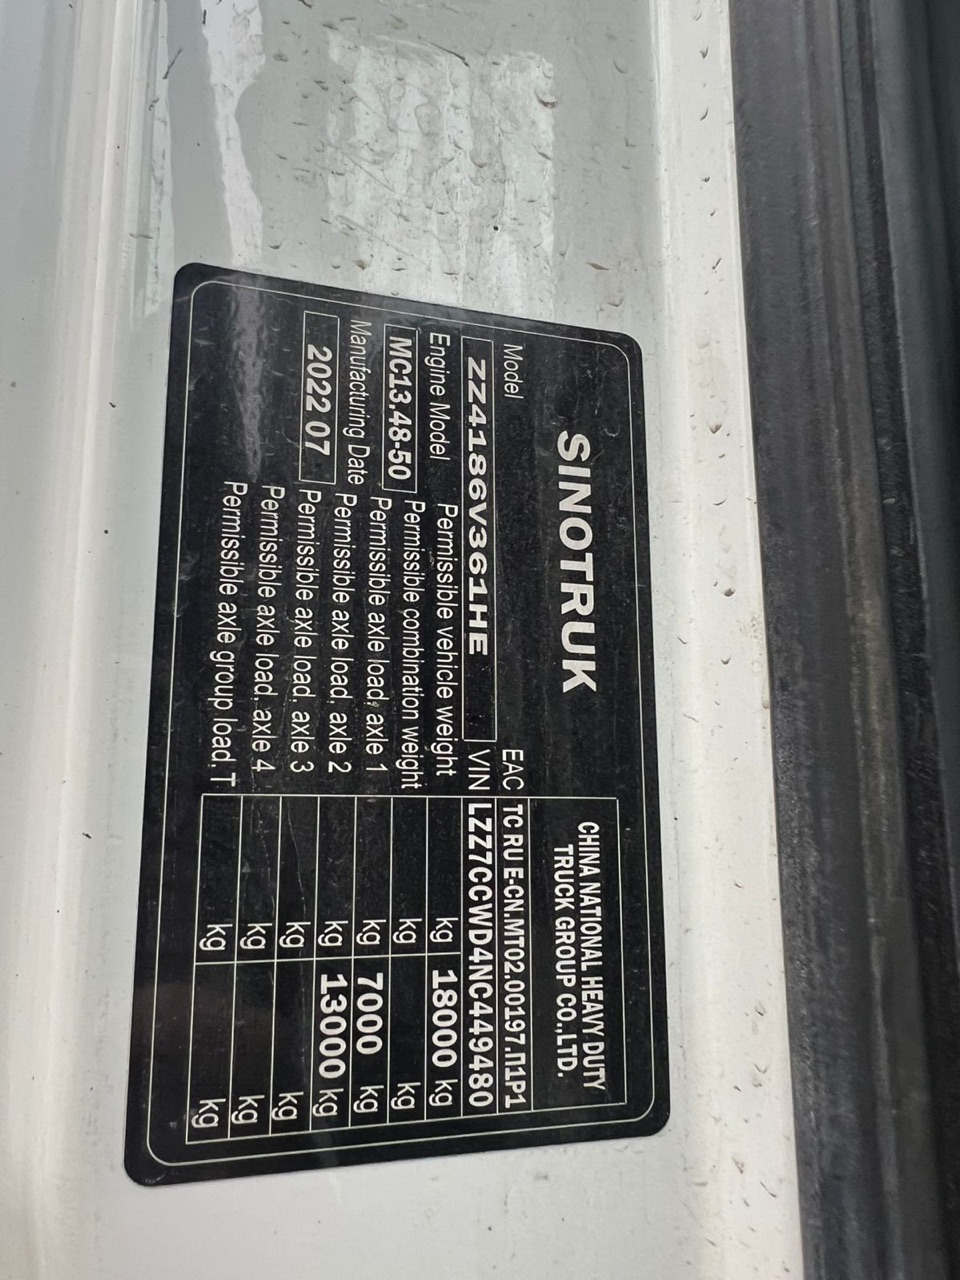 SINOTRUK
CHINA NATIONAL HEAVY DUTY
TRUCK GROUP CO.,LTD.
Model
EAC TC RU E-CN.MT02.00197.П1P1
ZZ4186V361HE
VIN LZZ7CCWD4NC449480
Engine Model
Permissible vehicle weight kg 18000 kg
MC13.48-50
Permissible combination weight kg kg
Manufacturing Date
Permissible axle load, axle 1 kg 7000 kg
2022 07
Permissible axle load, axle 2 kg 13000 kg
Permissible axle load, axle 3 kg kg
Permissible axle load, axle 4 kg kg
Permissible axle group load, T kg kg